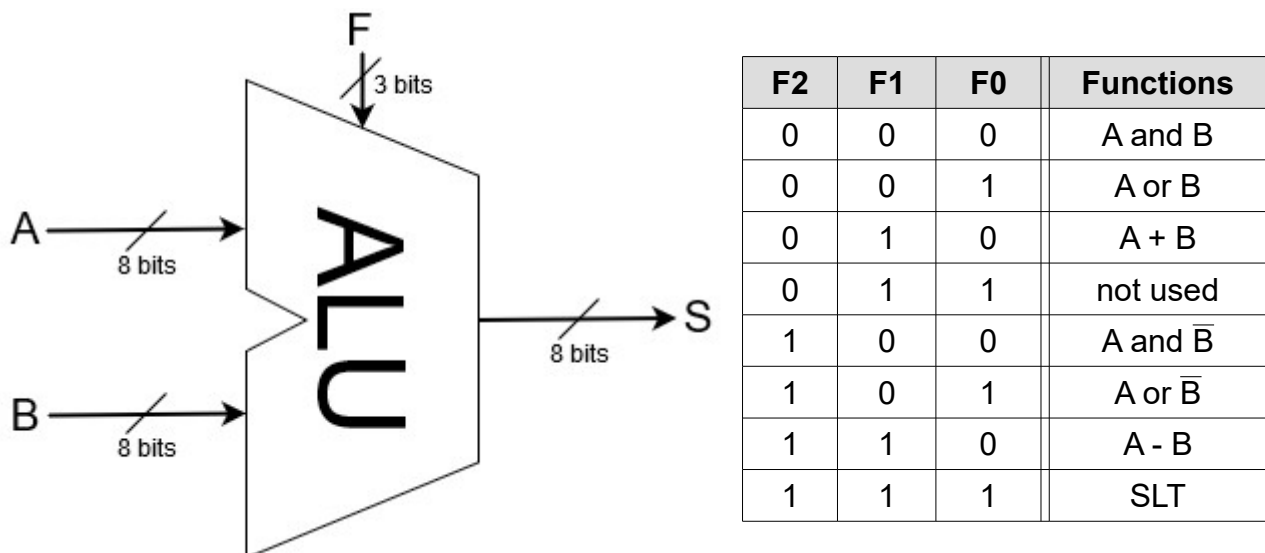 F
3 bits
A
8 bits
ALU
8 bits
S
B
8 bits
F2 F1 F0 Functions
0 0 0 A and B
0 0 1 A or B
0 1 0 A + B
0 1 1 not used
1 0 0 A and B̅
1 0 1 A or B̅
1 1 0 A - B
1 1 1 SLT